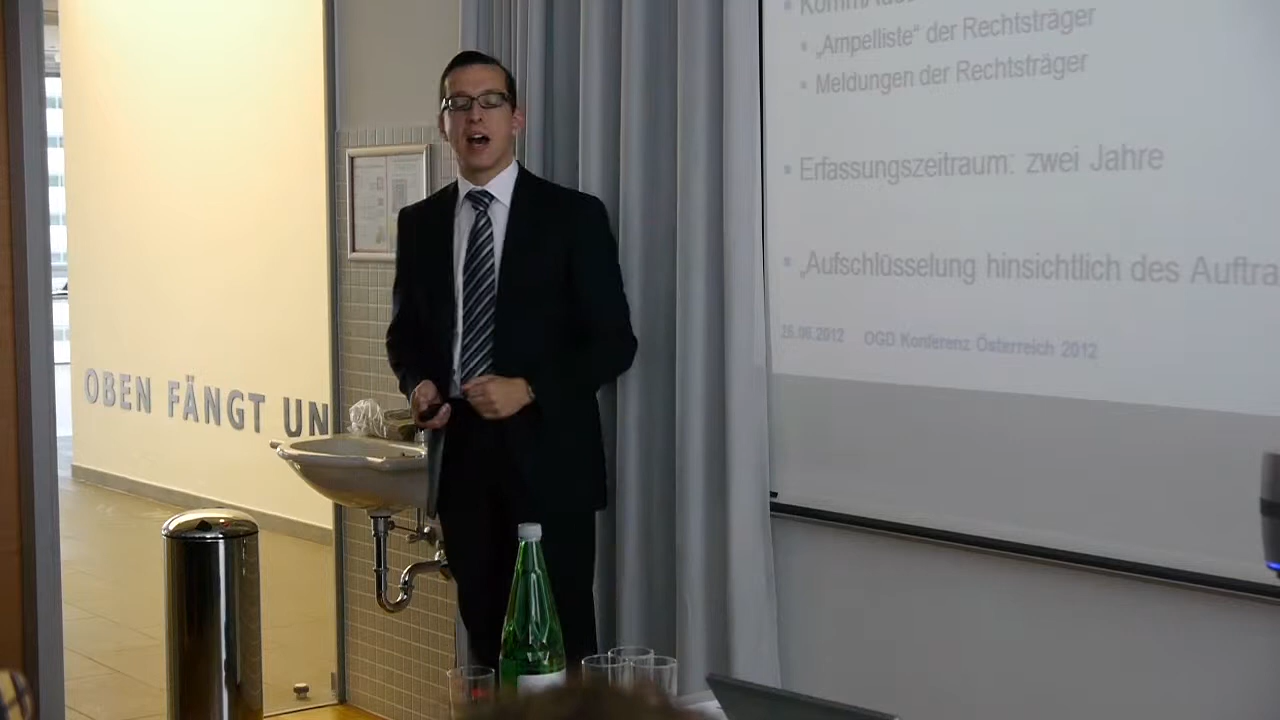 „Ampelliste“ der Rechtsträger
Meldungen der Rechtsträger
Erfassungszeitraum: zwei Jahre
„Aufschlüsselung hinsichtlich des Auftra
26.06.2012 OGD Konferenz Österreich 2012
OBEN FÄNGT UN